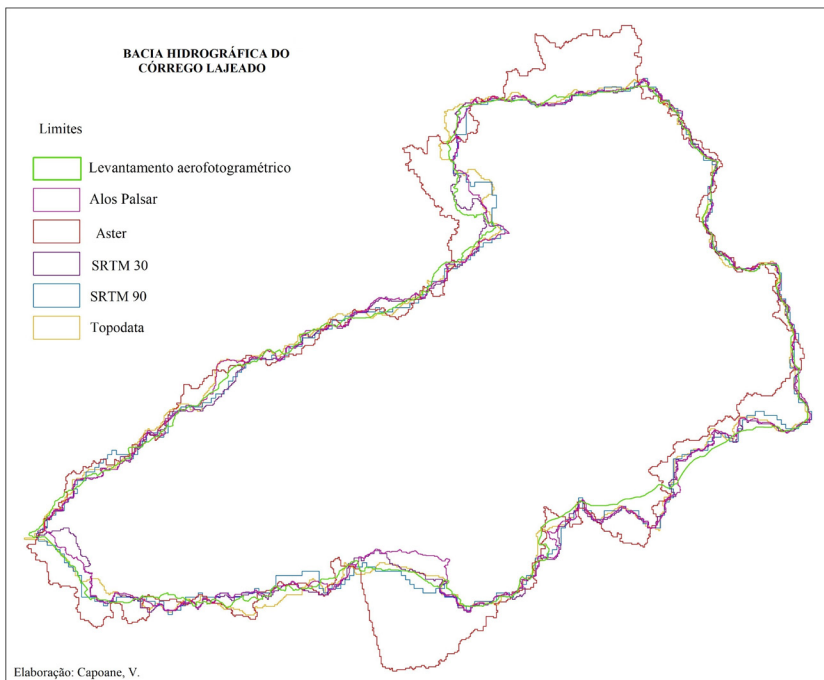 BACIA HIDROGRÁFICA DO
CÓRREGO LAJEADO
Limites
Levantamento aerofotogramétrico
Alos Palsar
Aster
SRTM 30
SRTM 90
Topodata
Elaboração: Capoane, V.